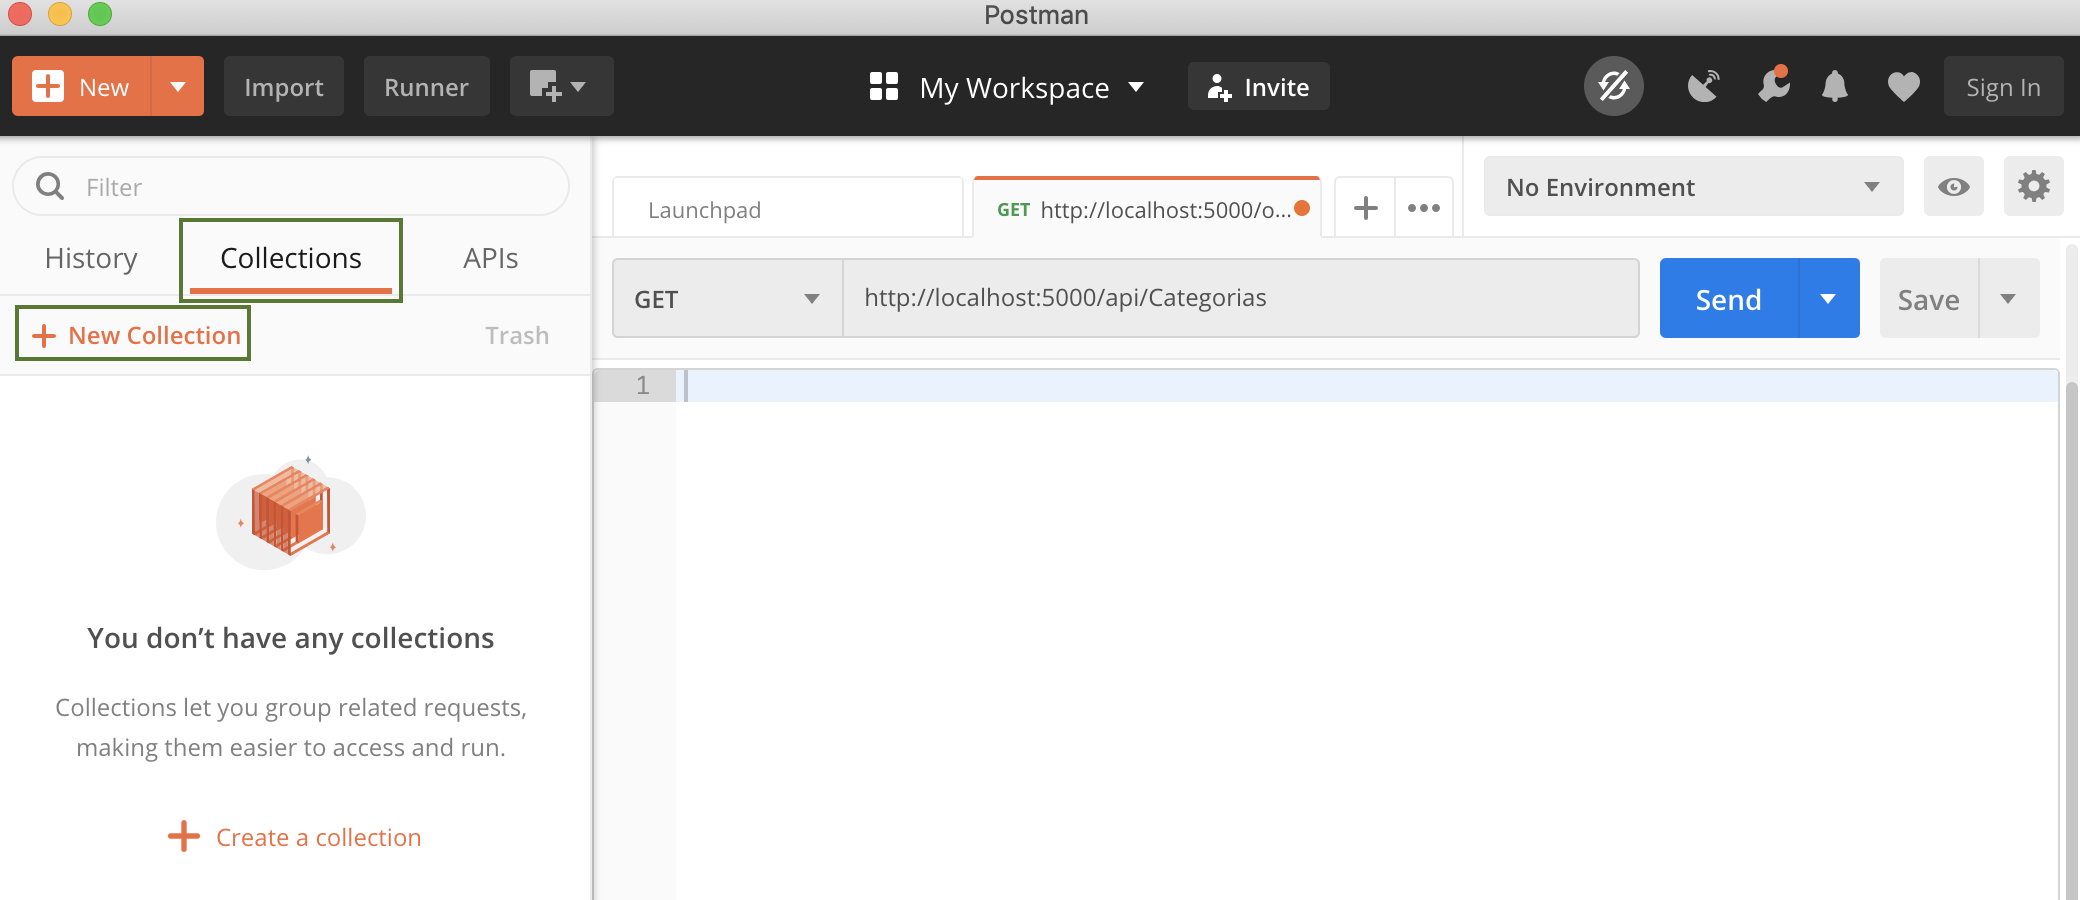 Postman
New
Import
Runner
My Workspace
Invite
Sign In
Filter
History
Collections
APIs
New Collection
Trash
You don’t have any collections
Collections let you group related requests,
making them easier to access and run.
Create a collection
Launchpad
GET http://localhost:5000/o...
No Environment
GET
http://localhost:5000/api/Categorias
Send
Save
1